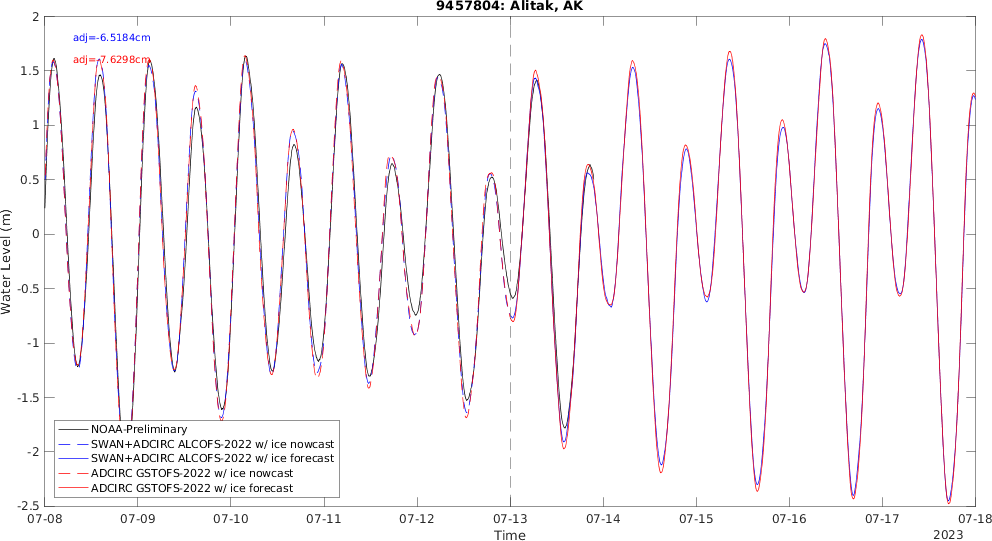 9457804: Alitak, AK
adj=-6.5184cm
adj=-7.6298cm
2
1.5
1
0.5
0
-0.5
-1
-1.5
-2
-2.5
Water Level (m)
NOAA-Preliminary
SWAN+ADCIRC ALCOFS-2022 w/ ice nowcast
SWAN+ADCIRC ALCOFS-2022 w/ ice forecast
ADCIRC GSTOFS-2022 w/ ice nowcast
ADCIRC GSTOFS-2022 w/ ice forecast
07-08 07-09 07-10 07-11 07-12 07-13 07-14 07-15 07-16 07-17 07-18
Time
2023